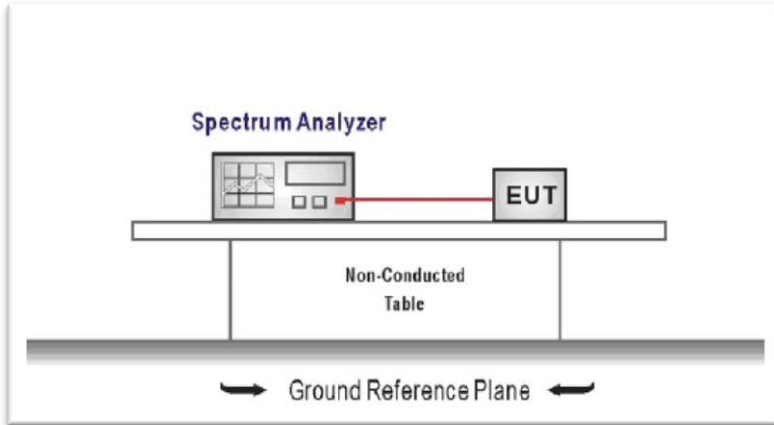 Spectrum Analyzer
EUT
Non-Conducted
Table
Ground Reference Plane